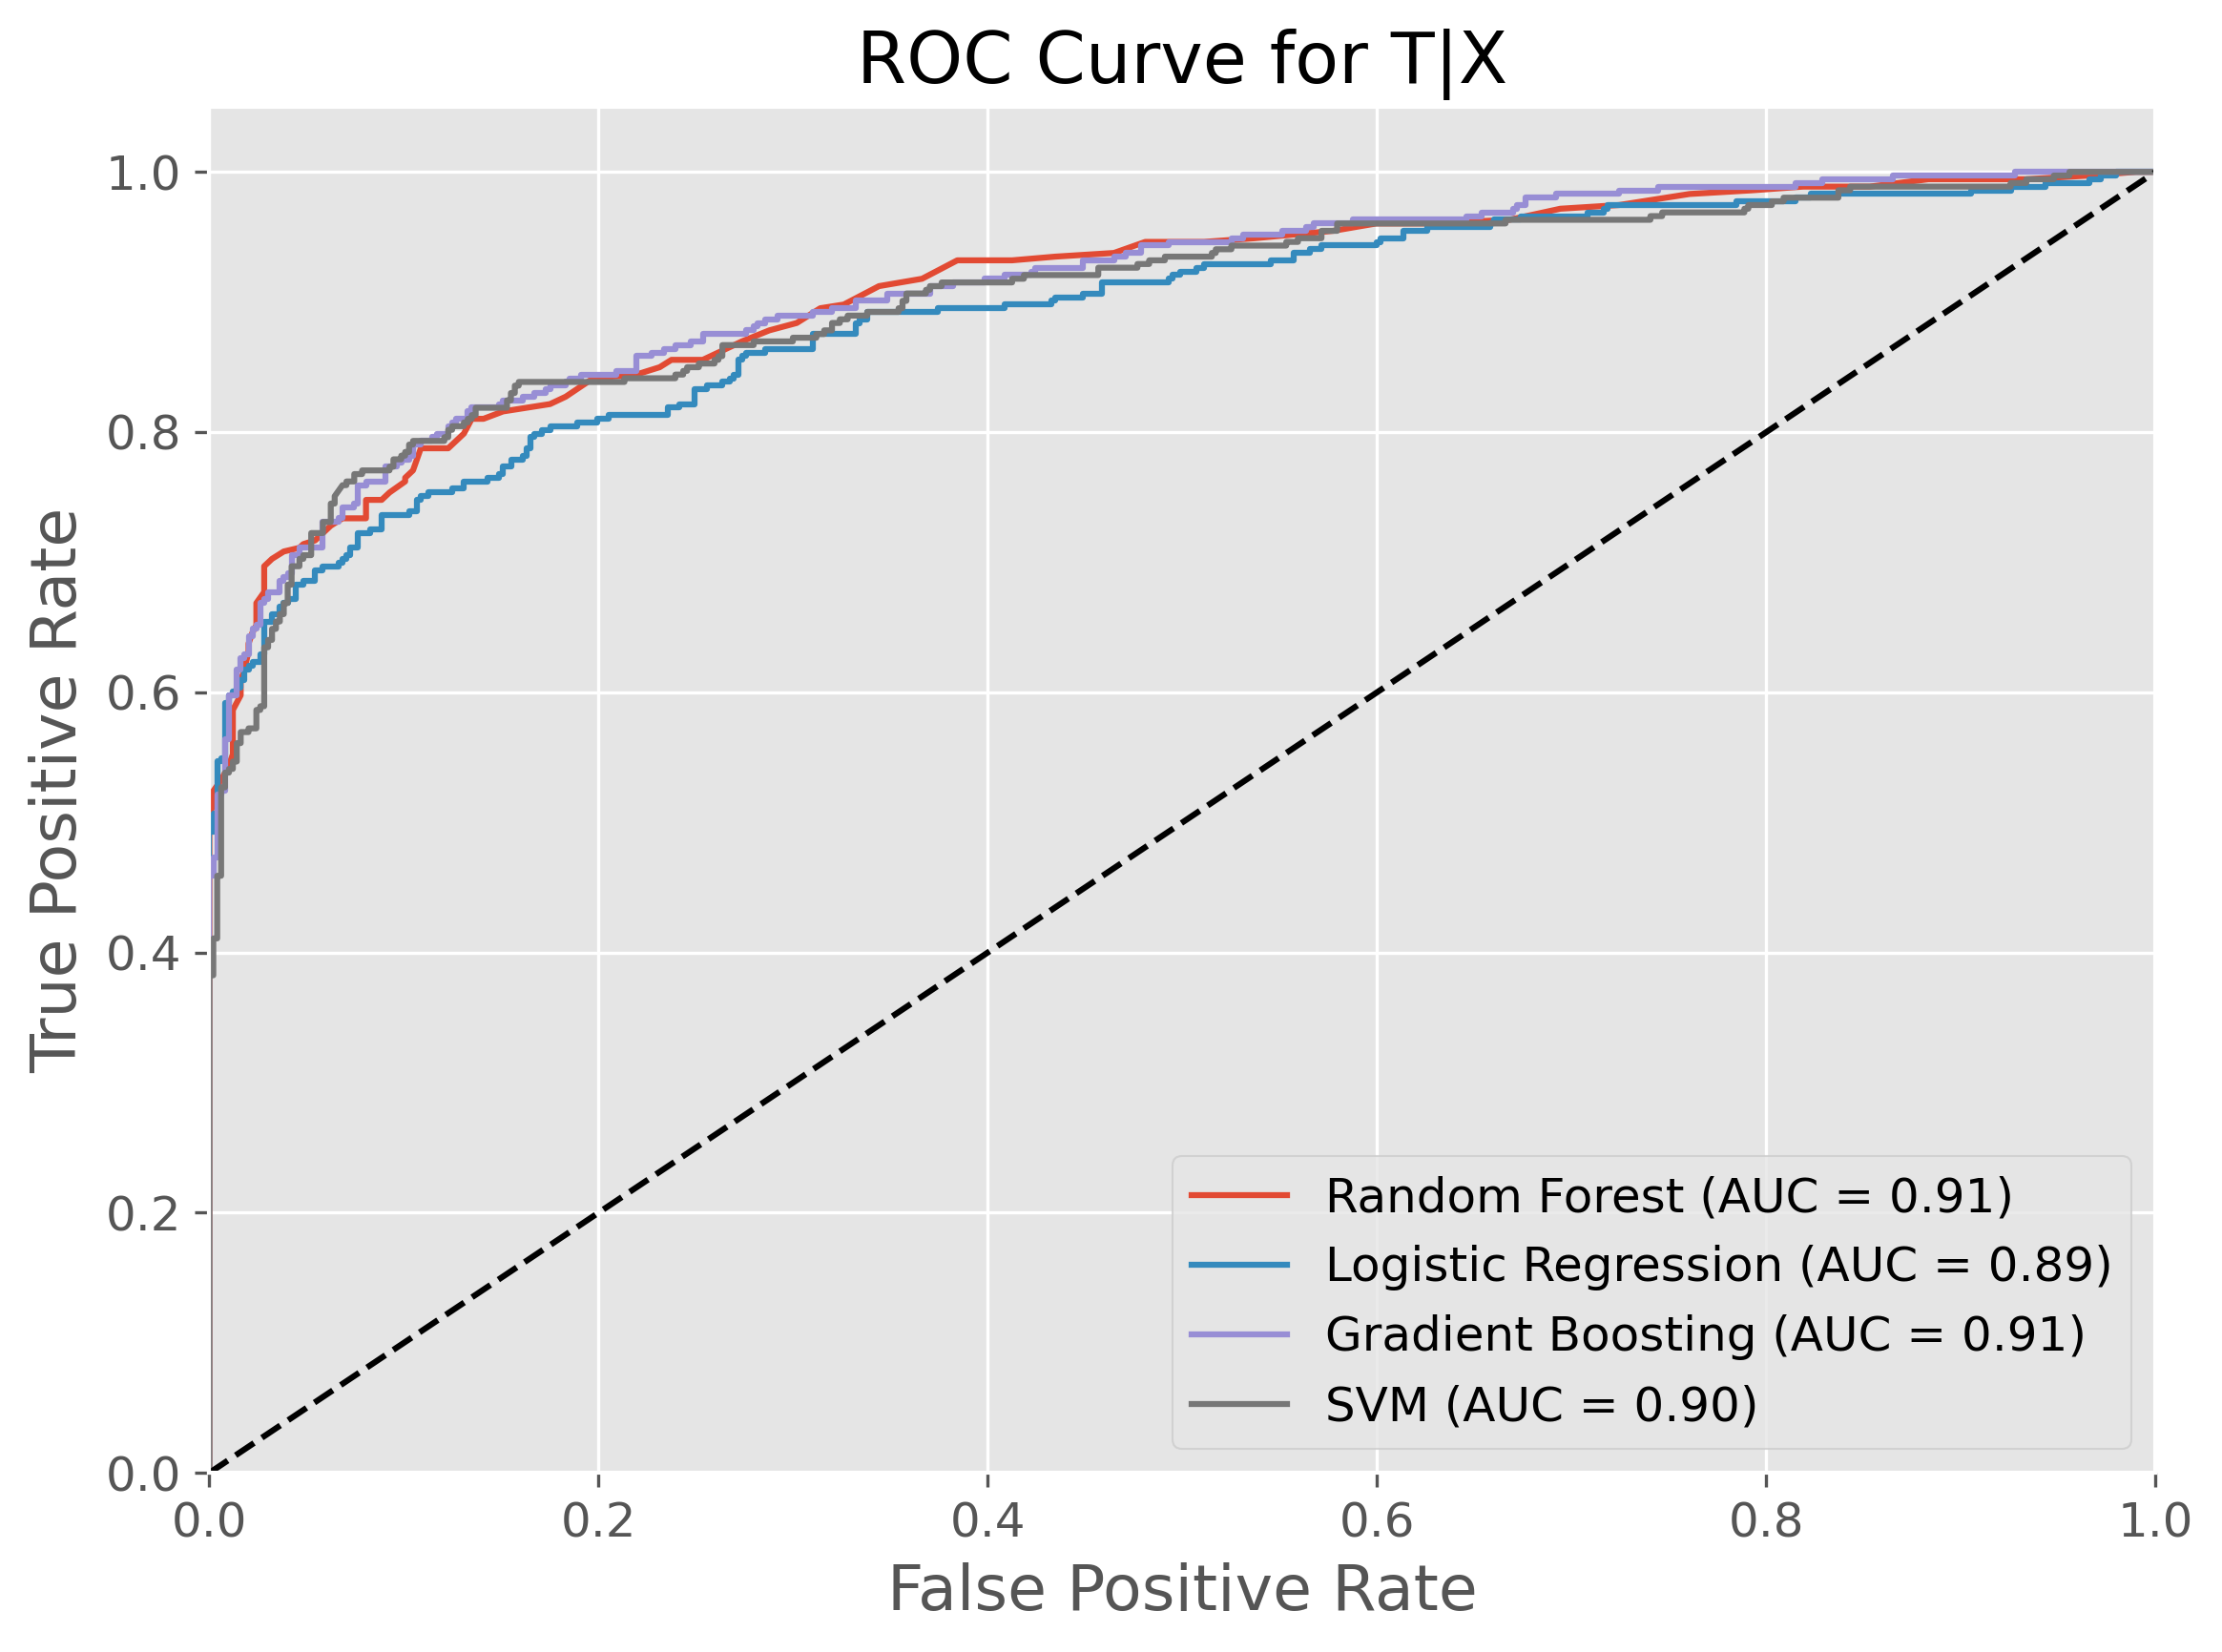 ROC Curve for T|X
True Positive Rate
1.0
0.8
0.6
0.4
0.2
0.0
0.0 0.2 0.4 0.6 0.8 1.0
False Positive Rate
Random Forest (AUC = 0.91)
Logistic Regression (AUC = 0.89)
Gradient Boosting (AUC = 0.91)
SVM (AUC = 0.90)